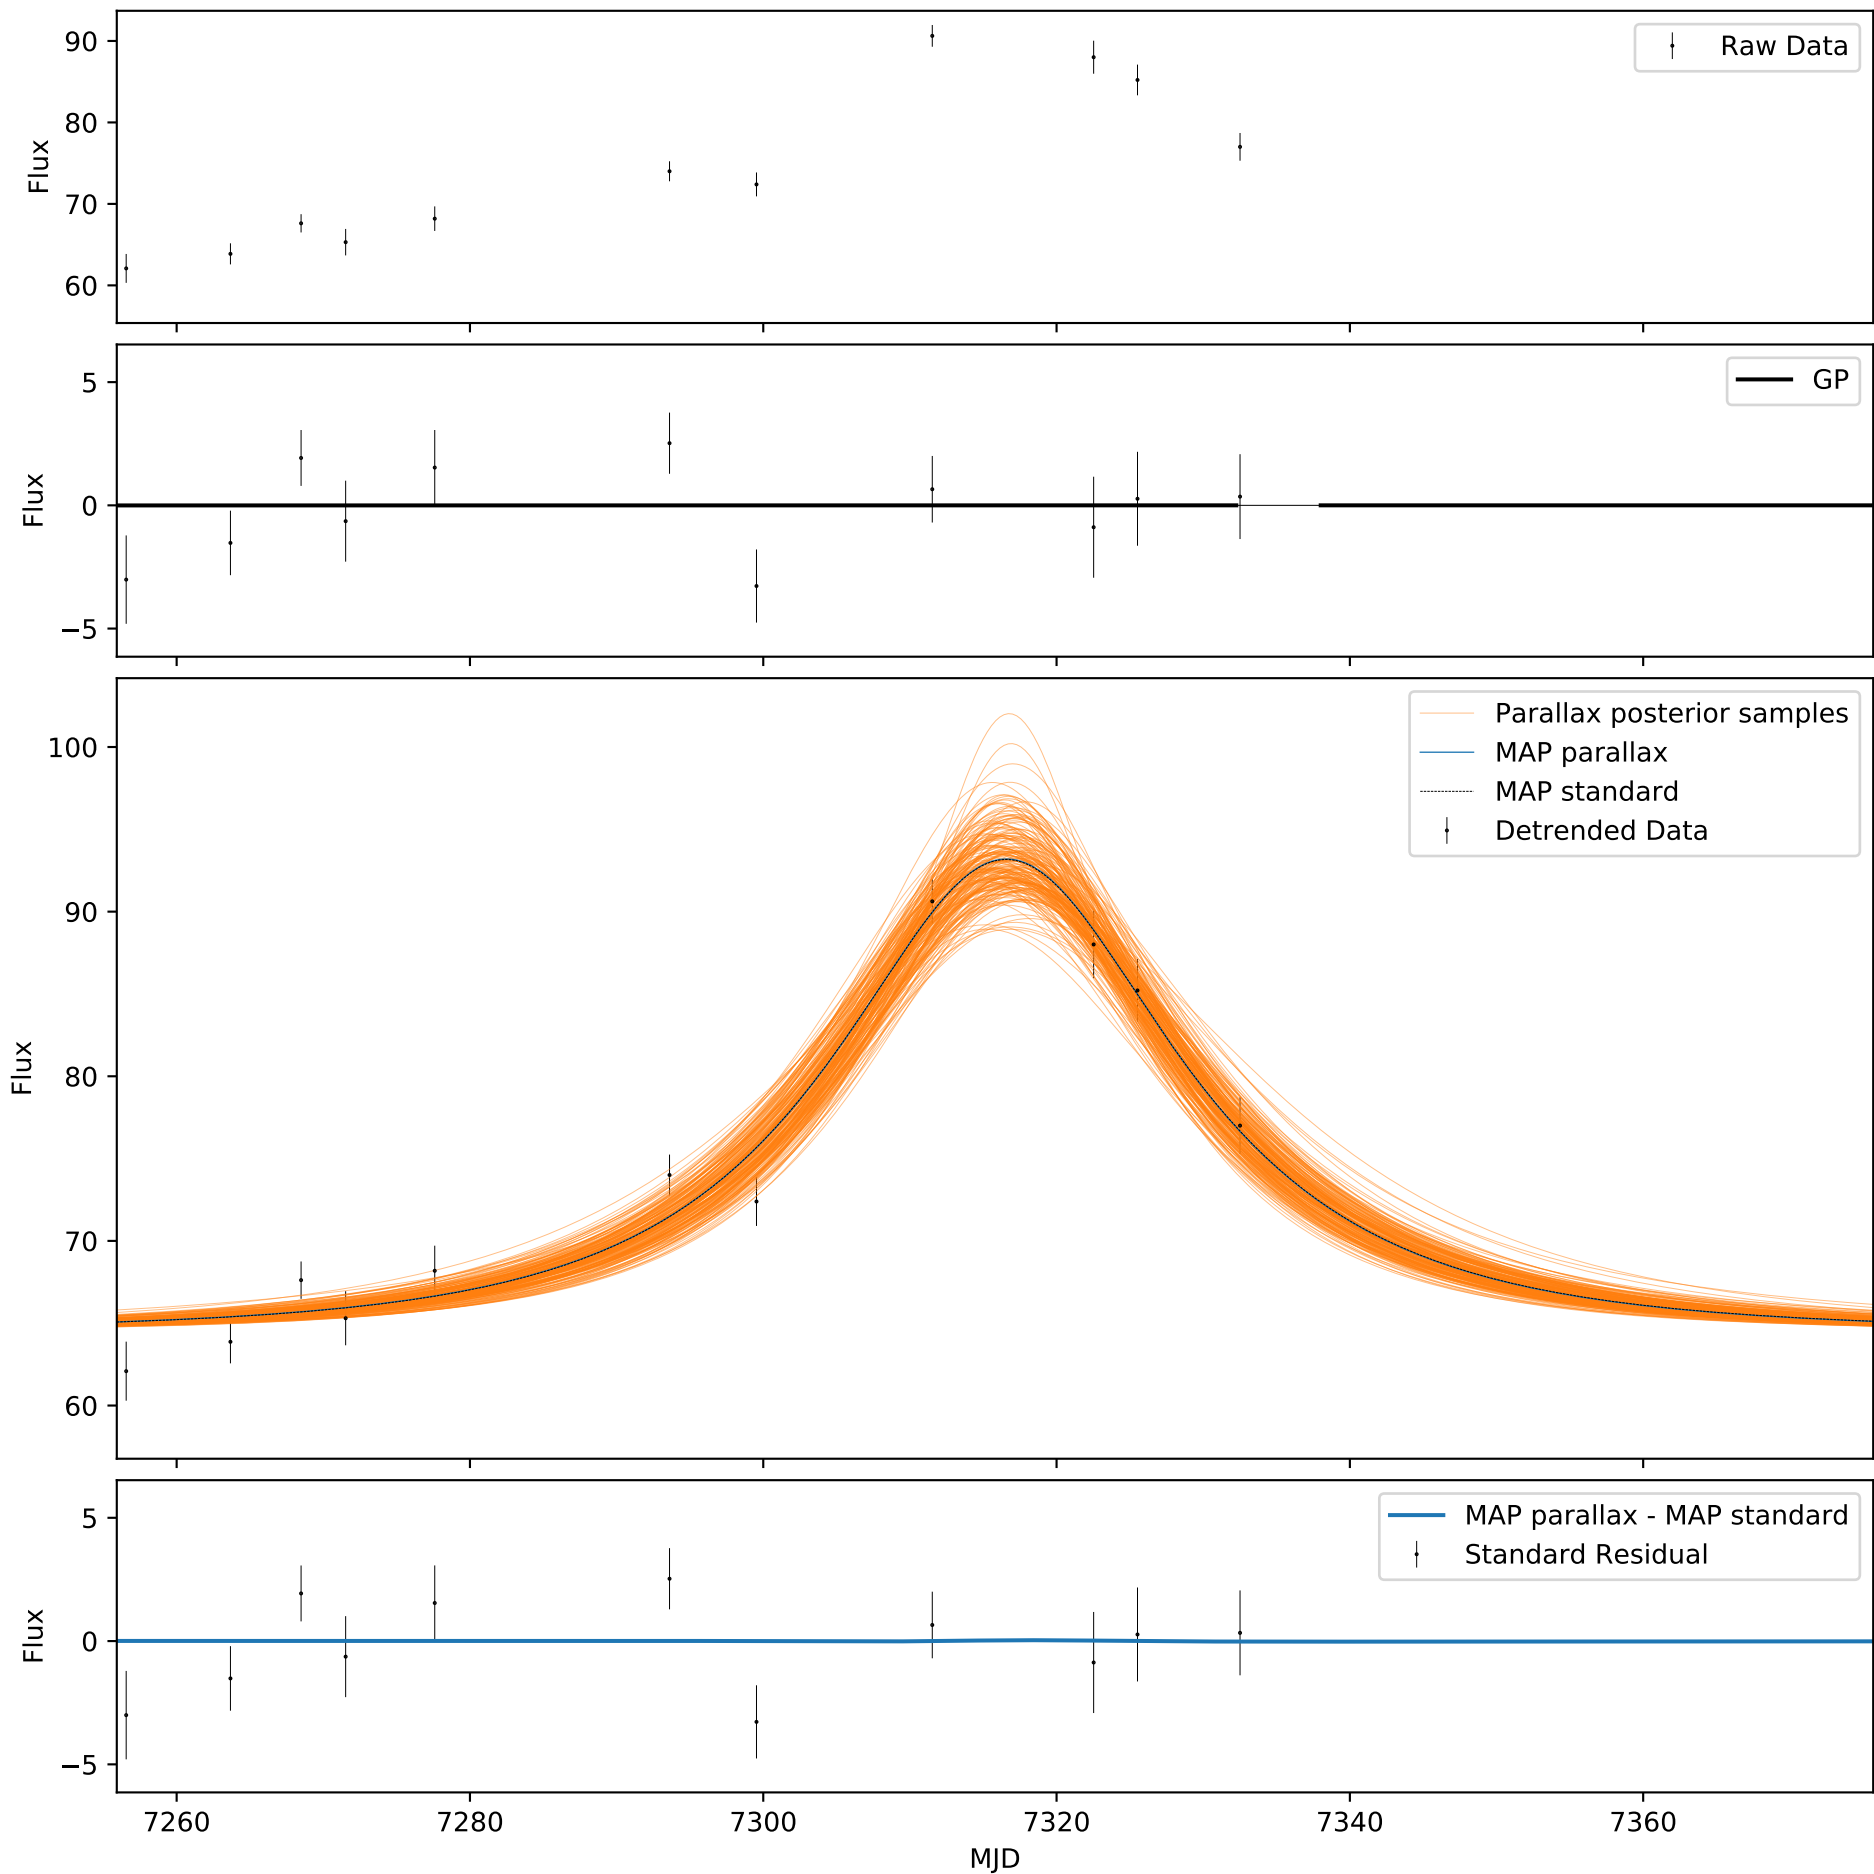 90
80
70
60
Flux
Raw Data
5
0
−5
Flux
GP
100
90
80
70
60
Flux
Parallax posterior samples
MAP parallax
MAP standard
Detrended Data
5
0
−5
Flux
MAP parallax - MAP standard
Standard Residual
7260 7280 7300 7320 7340 7360
MJD